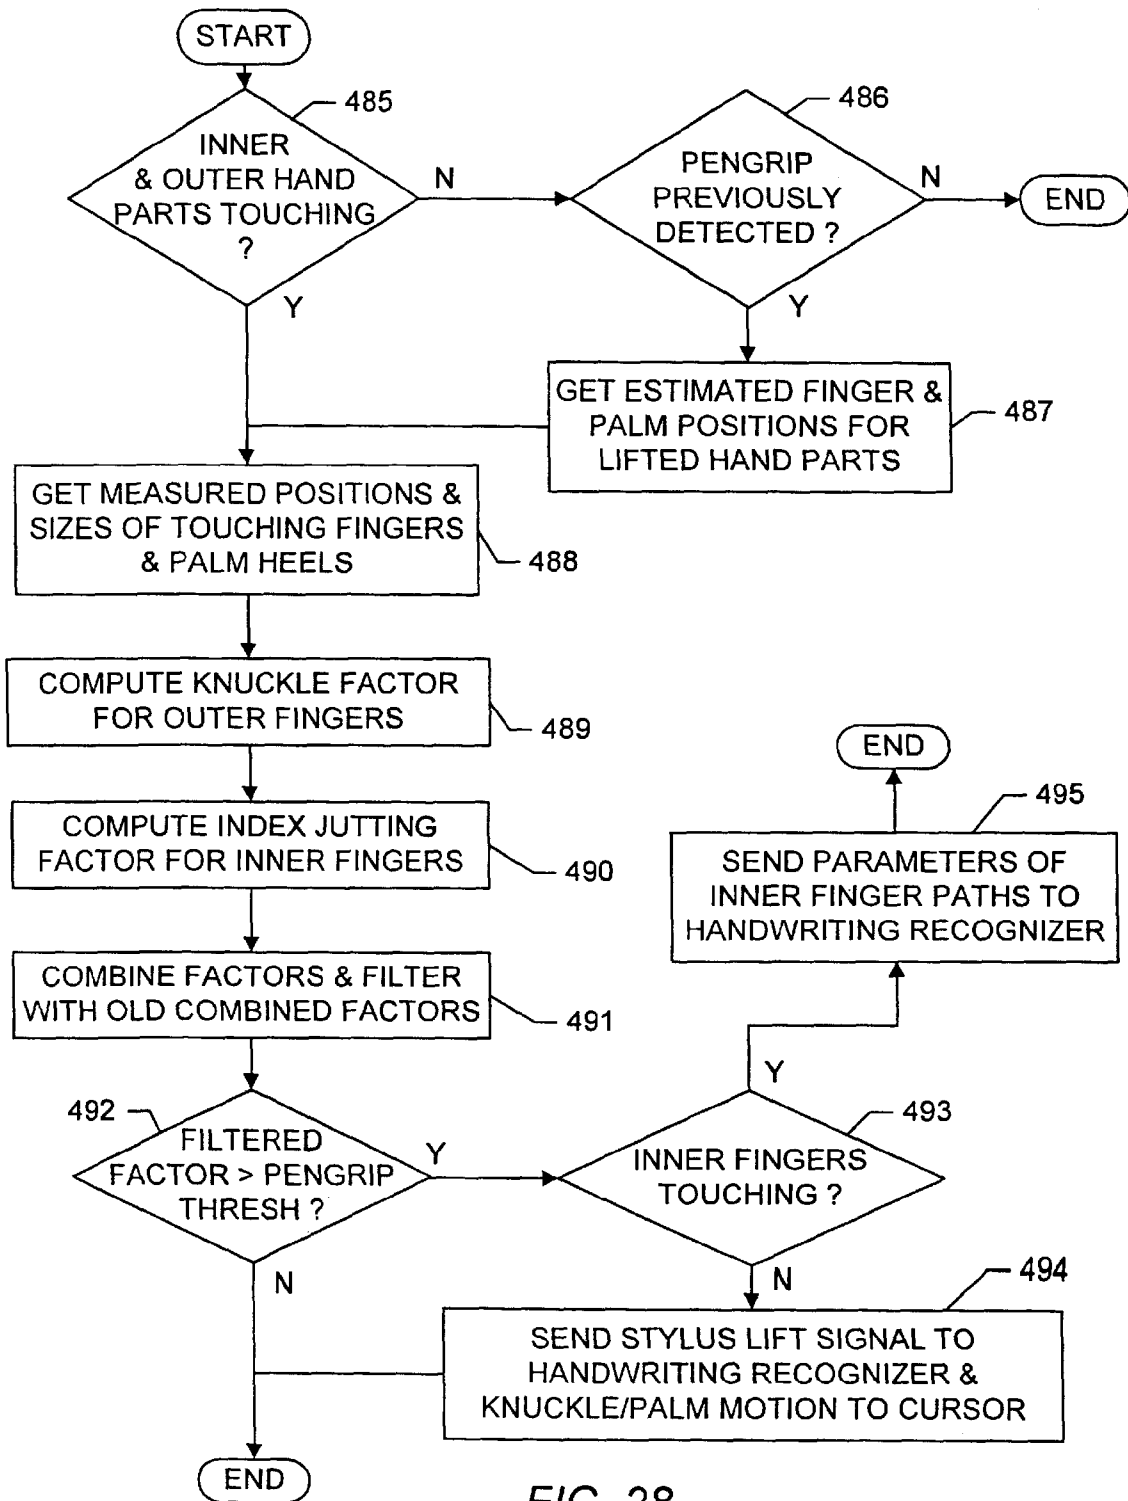 START
485
INNER
& OUTER HAND
PARTS TOUCHING
?
N
Y
486
PENGRIP
PREVIOUSLY
DETECTED ?
N
END
Y
GET ESTIMATED FINGER &
PALM POSITIONS FOR
LIFTED HAND PARTS
487
GET MEASURED POSITIONS &
SIZES OF TOUCHING FINGERS
& PALM HEELS
488
COMPUTE KNUCKLE FACTOR
FOR OUTER FINGERS
489
COMPUTE INDEX JUTTING
FACTOR FOR INNER FINGERS
490
COMBINE FACTORS & FILTER
WITH OLD COMBINED FACTORS
491
492
FILTERED
FACTOR > PENGRIP
THRESH ?
Y
N
END
495
SEND PARAMETERS OF
INNER FINGER PATHS TO
HANDWRITING RECOGNIZER
Y
493
INNER FINGERS
TOUCHING ?
N
494
SEND STYLUS LIFT SIGNAL TO
HANDWRITING RECOGNIZER &
KNUCKLE/PALM MOTION TO CURSOR
END
FIG. 28